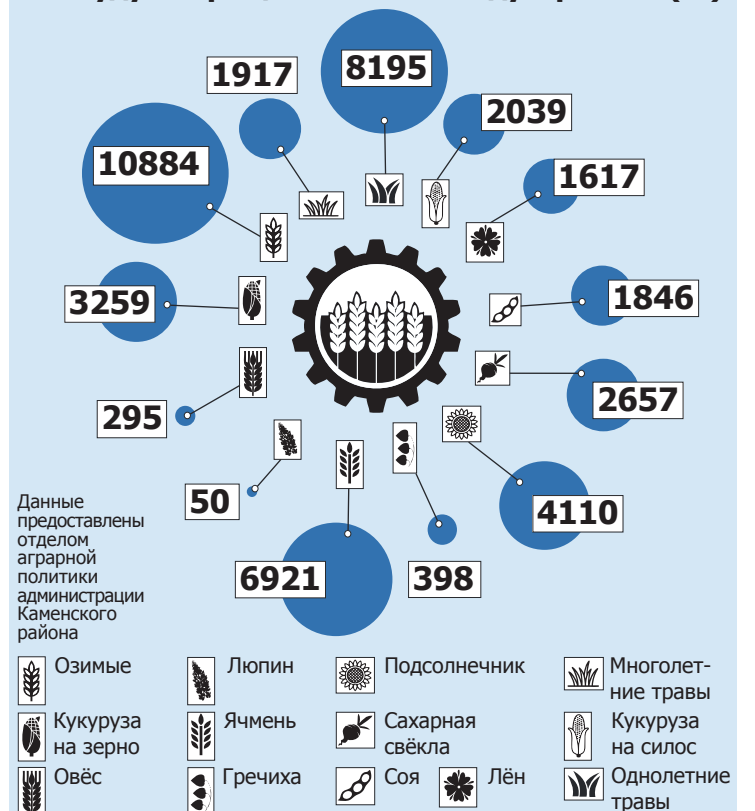 1917
8195
2039
10884
1617
3259
1846
295
2657
50
4110
6921
398
Данные
предоставлены
отделом
аграрной
политики
администрации
Каменского
района
Озимые
Люпин
Подсолнечник
Многолет-
ние травы
Кукуруза
на зерно
Ячмень
Сахарная
свёкла
Кукуруза
на силос
Овёс
Гречиха
Соя
Лён
Однолетние
травы